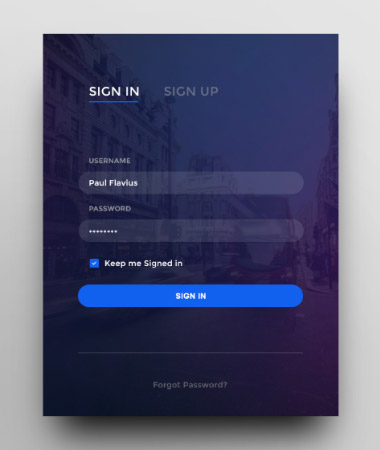 SIGN IN SIGN UP
USERNAME
Paul Flavius
PASSWORD
••••••••
Keep me Signed in
SIGN IN
Forgot Password?